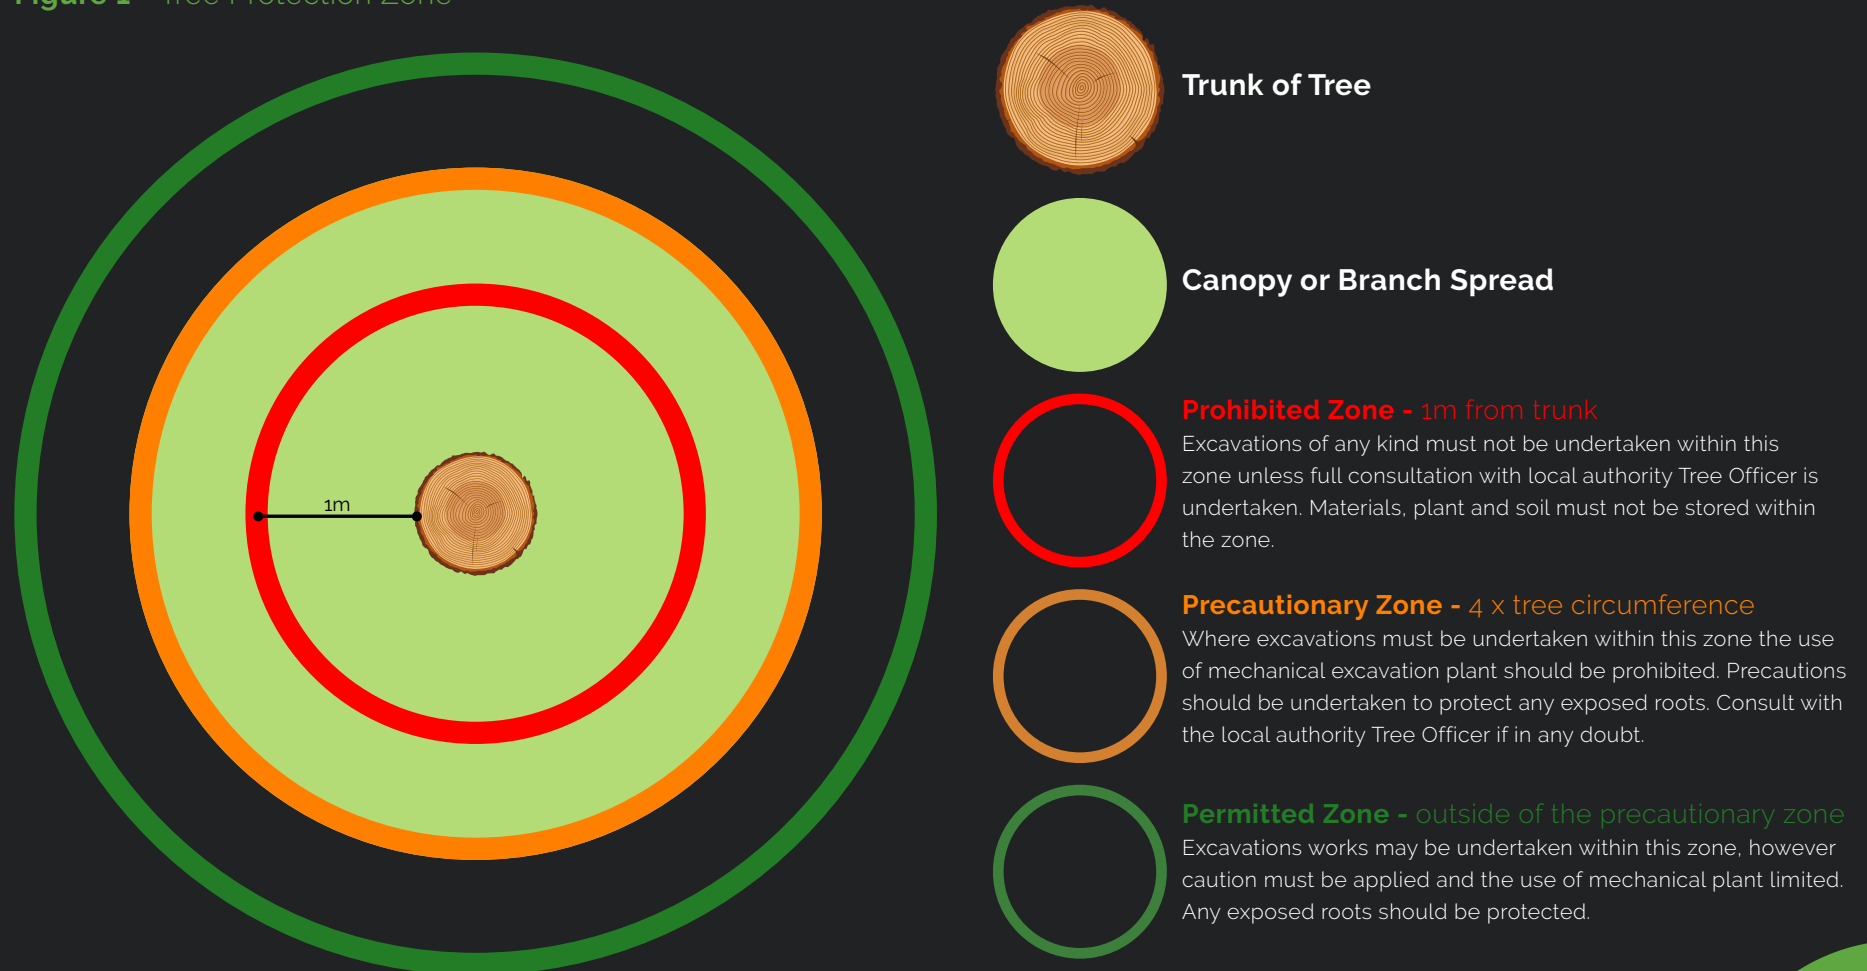 Figure 1 - Tree Protection Zone
Trunk of Tree
Canopy or Branch Spread
1m
Prohibited Zone - 1m from trunk
Excavations of any kind must not be undertaken within this
zone unless full consultation with local authority Tree Officer is
undertaken. Materials, plant and soil must not be stored within
the zone.
Precautionary Zone - 4 x tree circumference
Where excavations must be undertaken within this zone the use
of mechanical excavation plant should be prohibited. Precautions
should be undertaken to protect any exposed roots. Consult with
the local authority Tree Officer if in any doubt.
Permitted Zone - outside of the precautionary zone
Excavations works may be undertaken within this zone, however
caution must be applied and the use of mechanical plant limited.
Any exposed roots should be protected.